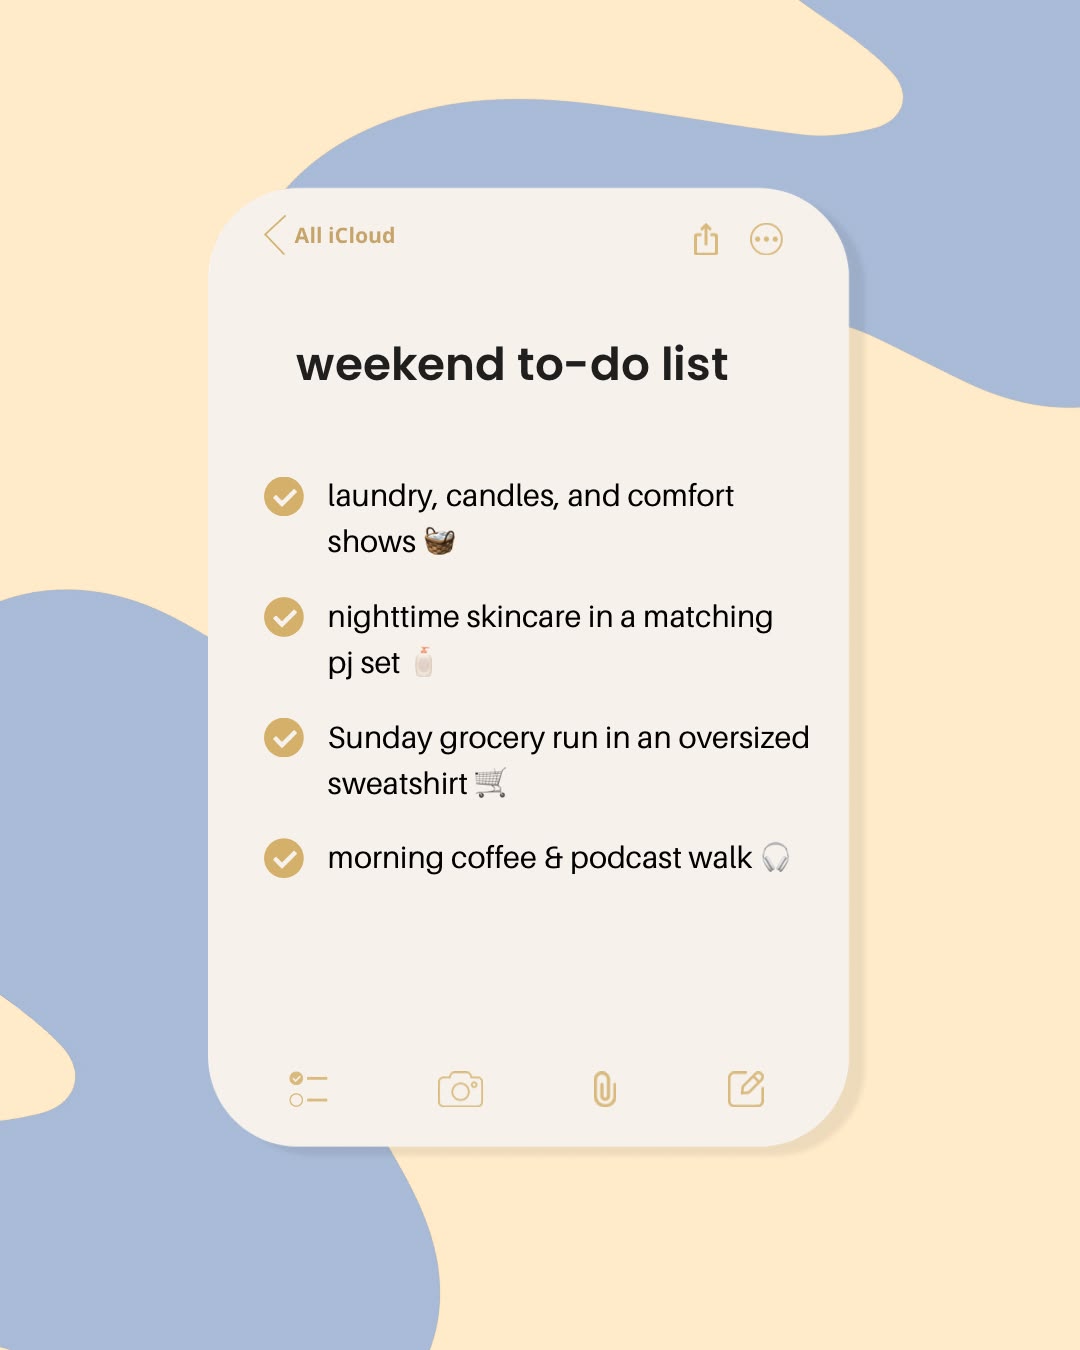 All iCloud
weekend to-do list
laundry, candles, and comfort
shows 🧺
nighttime skincare in a matching
pj set 🧴
Sunday grocery run in an oversized
sweatshirt 🛒
morning coffee & podcast walk 🎧